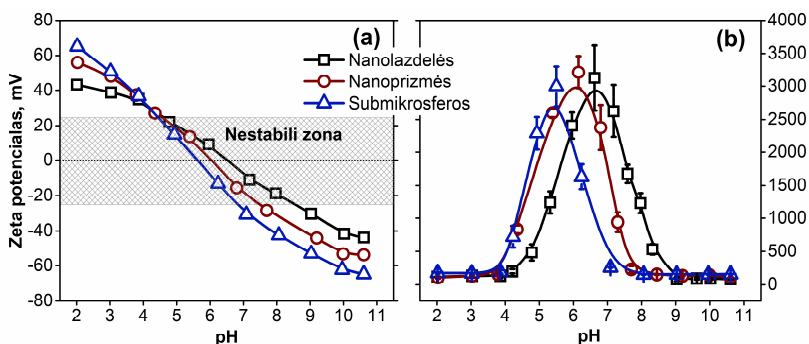 (a)
Zeta potencialas, mV
80
60
40
20
0
-20
-40
-60
-80
Nestabili zona
2 3 4 5 6 7 8 9 10 11
pH
Nanolazdelės
Nanoprizmės
Submikrosferos
(b)
4000
3500
3000
2500
2000
1500
1000
500
0
2 3 4 5 6 7 8 9 10 11
pH